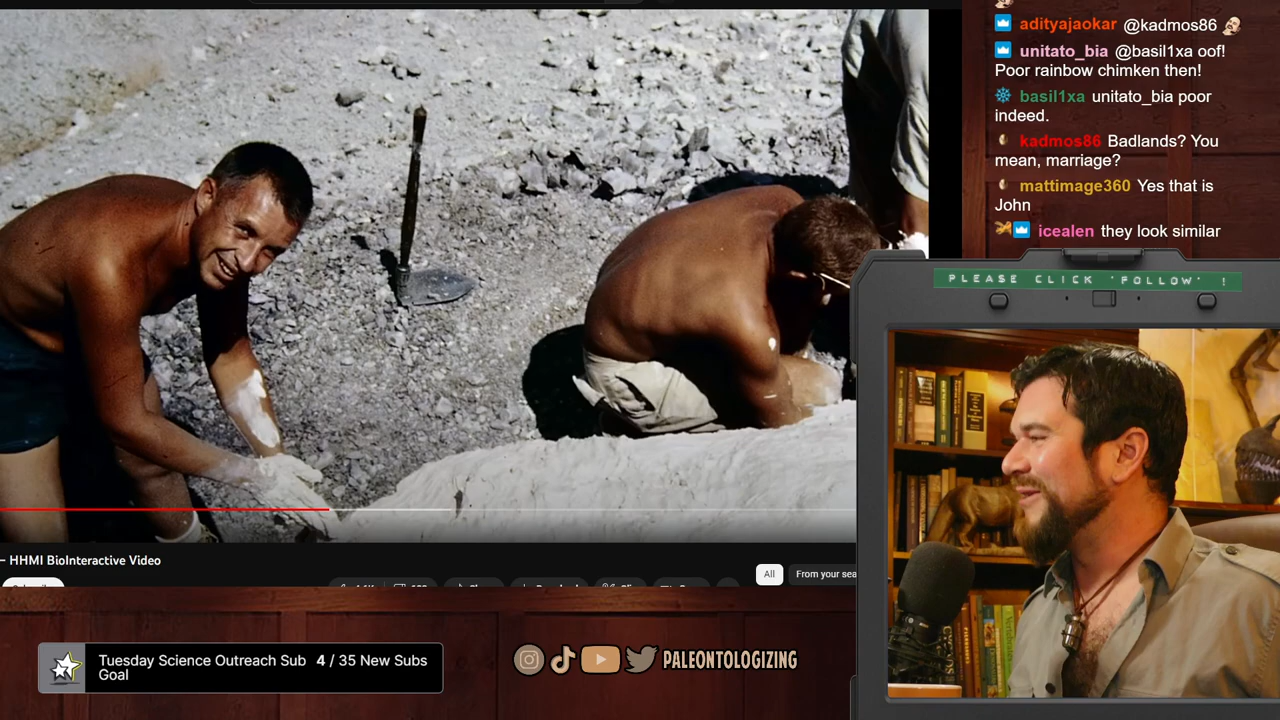 adityajaokar @kadmos86
unitato_bia @basil1xa oof!
Poor rainbow chimken then!
basil1xa unitato_bia poor
indeed.
kadmos86 Badlands? You
mean, marriage?
mattimage360 Yes that is
John
icealen they look similar
PLEASE CLICK 'FOLLOW' !
– HHMI BioInteractive Video
All
From your sea
Tuesday Science Outreach Sub 4 / 35 New Subs
Goal
PALEONTOLOGIZING